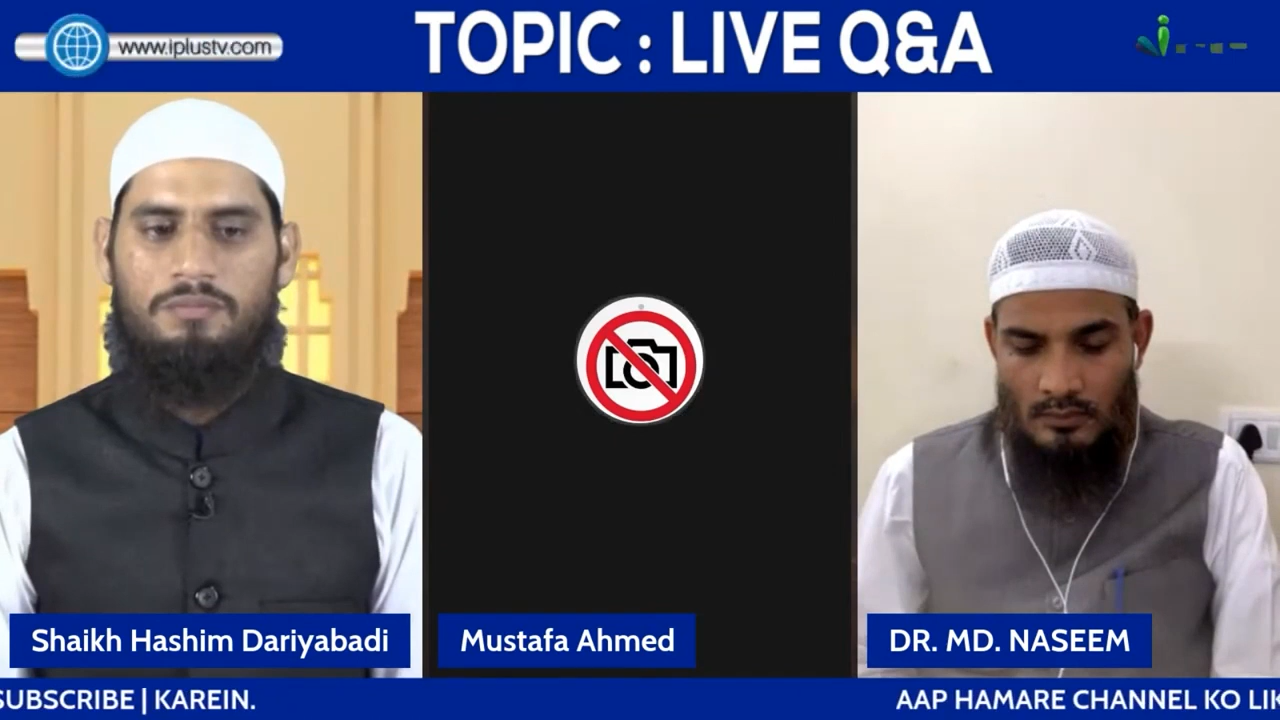 www.iplustv.com
TOPIC : LIVE Q&A
Shaikh Hashim Dariyabadi
Mustafa Ahmed
DR. MD. NASEEM
SUBSCRIBE | KAREIN.
AAP HAMARE CHANNEL KO LIK